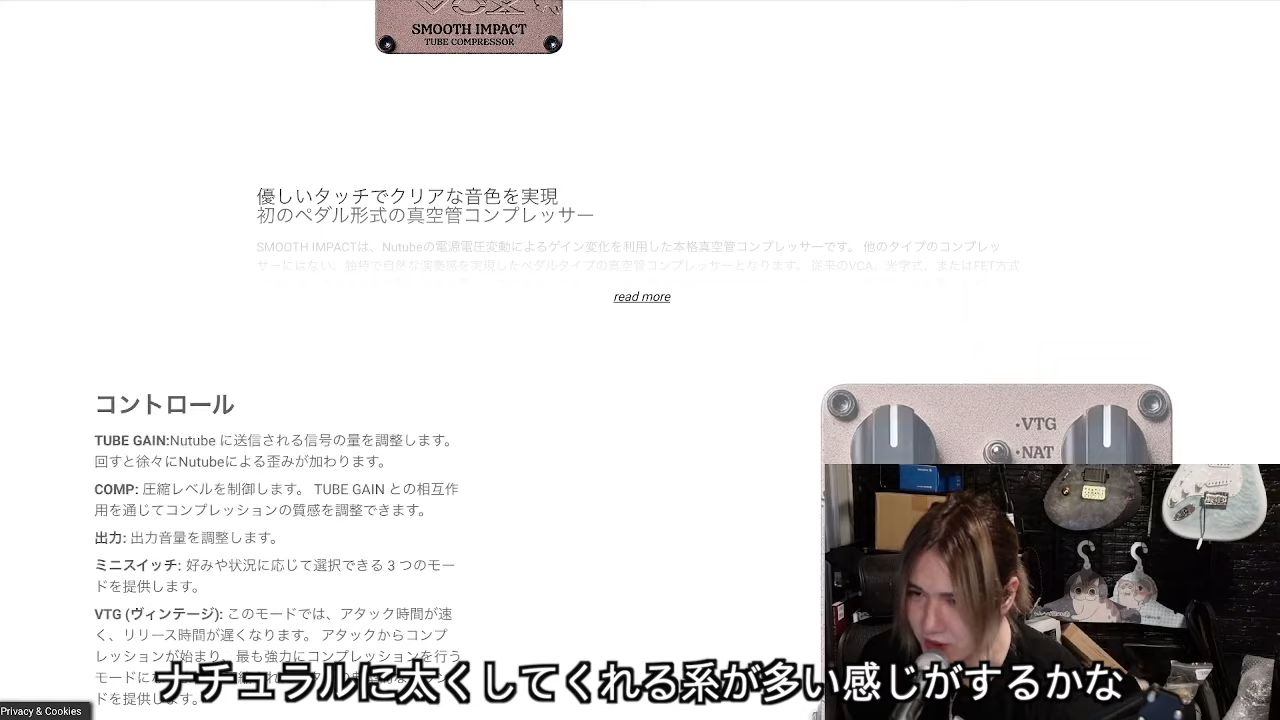 VOX
SMOOTH IMPACT
TUBE COMPRESSOR
優しいタッチでクリアな音色を実現
初のペダル形式の真空管コンプレッサー
SMOOTH IMPACTは、Nutubeの電源電圧変動によるゲイン変化を利用した本格真空管コンプレッサーです。 他のタイプのコンプレッ
サーにはない、独特で自然な演奏感を実現したペダルタイプの真空管コンプレッサーとなります。 従来のVCA、光学式、またはFET方式
read more
コントロール
TUBE GAIN:Nutube に送信される信号の量を調整します。
回すと徐々にNutubeによる歪みが加わります。
COMP: 圧縮レベルを制御します。 TUBE GAIN との相互作
用を通じてコンプレッションの質感を調整できます。
出力: 出力音量を調整します。
ミニスイッチ: 好みや状況に応じて選択できる 3 つのモー
ドを提供します。
VTG (ヴィンテージ): このモードでは、アタック時間が速
く、リリース時間が遅くなります。 アタックからコンプ
レッションが始まり、最も強力にコンプレッションを行う
モードに
ドを提供します。
·VTG
·NAT
ナチュラルに太くしてくれる系が多い感じがするかな
Privacy & Cookies